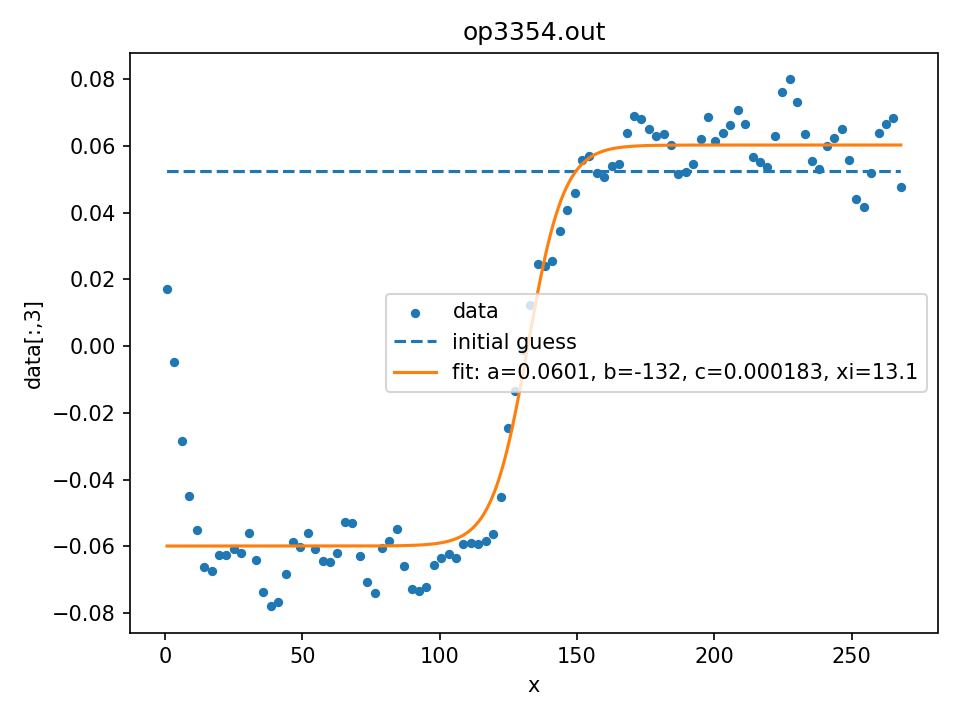 op3354.out
0.08
0.06
0.04
0.02
0.00
−0.02
−0.04
−0.06
−0.08
data[:,3]
data
initial guess
fit: a=0.0601, b=-132, c=0.000183, xi=13.1
0 50 100 150 200 250
x